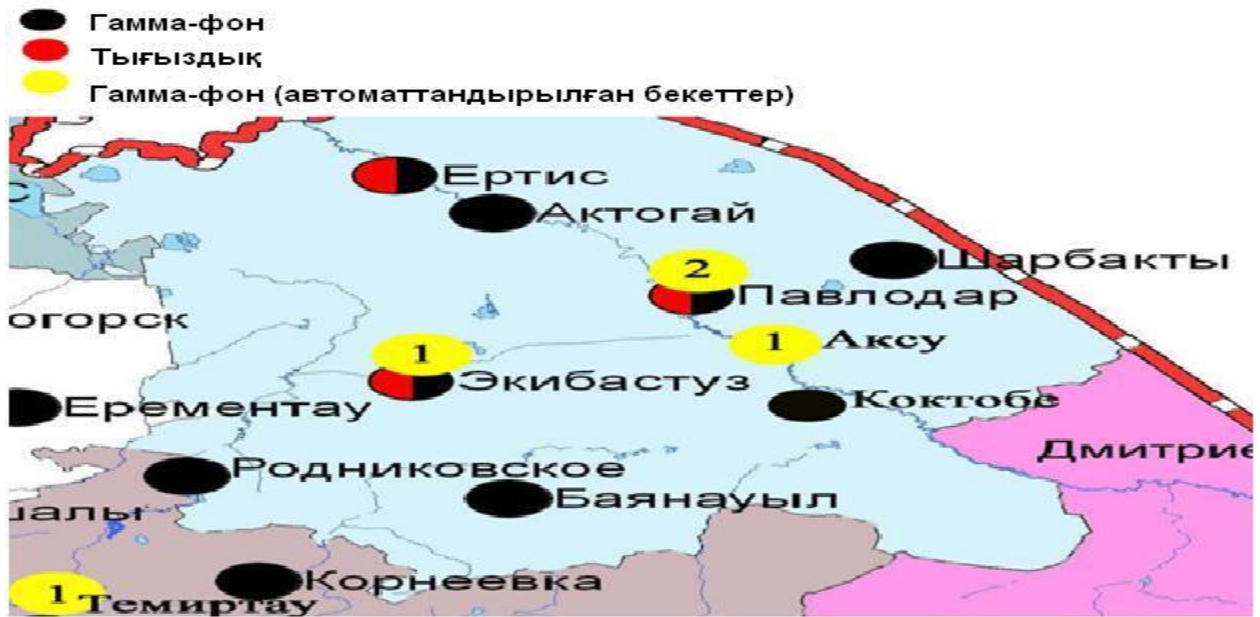 Гамма-фон
Тығыздық
Гамма-фон (автоматтандырылған бекеттер)
Ертис
с
Актогай
Шарбакты
2
Павлодар
огорск
1
Аксу
1
Экибастуз
Коктобе
Ерементау
Дмитрие
Родниковское
Баянауыл
шалы
Корнеевка
1
Темиртау